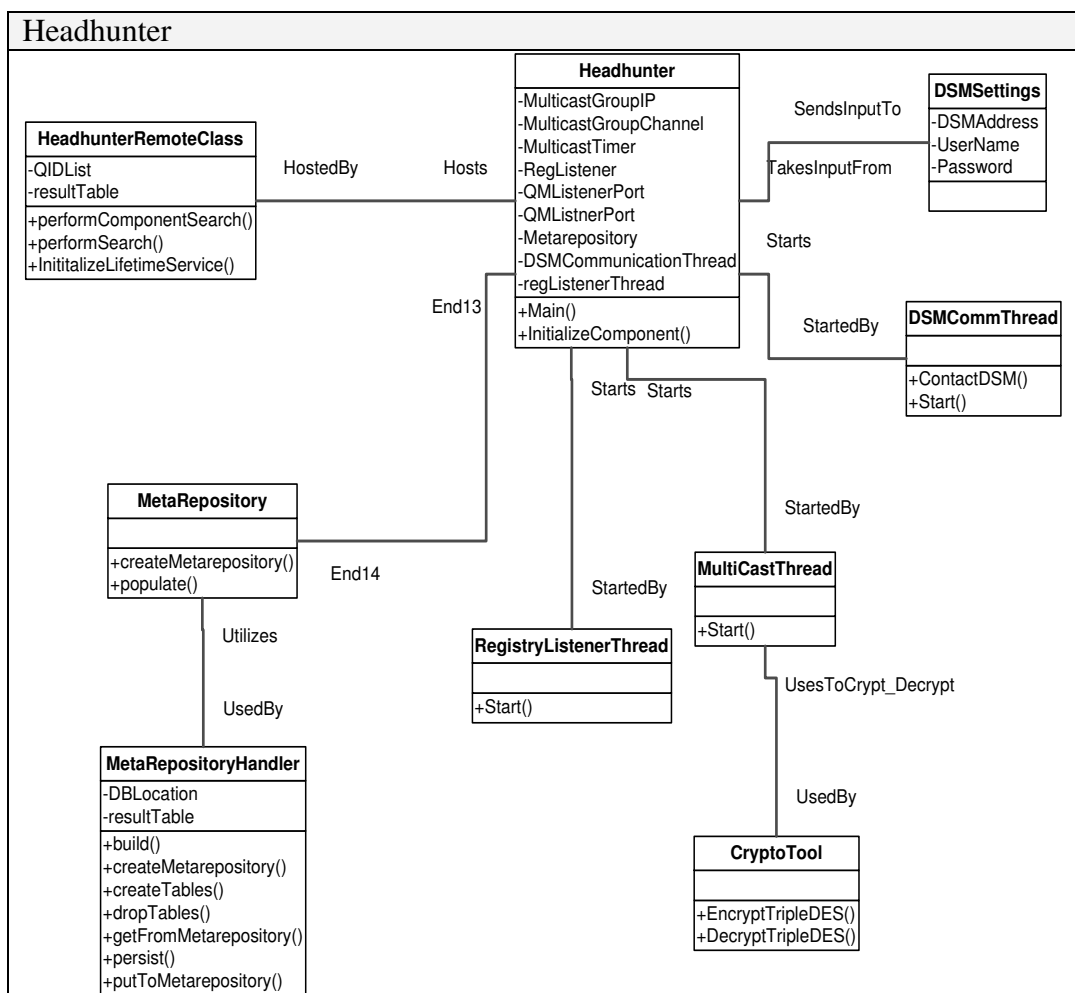 Headhunter
Headhunter
-MulticastGroupIP
-MulticastGroupChannel
-MulticastTimer
-RegListener
-QMListenerPort
-QMListnerPort
-Metarepository
-DSMCommunicationThread
-regListenerThread
+Main()
+InitializeComponent()
HeadhunterRemoteClass
-QIDList
-resultTable
+performComponentSearch()
+performSearch()
+InititalizeLifetimeService()
HostedBy
Hosts
SendsInputTo
TakesInputFrom
DSMSettings
-DSMAddress
-UserName
-Password
Starts
StartedBy
DSMCommThread
+ContactDSM()
+Start()
End13
End14
Starts
Starts
MetaRepository
+createMetarepository()
+populate()
StartedBy
StartedBy
MultiCastThread
+Start()
RegistryListenerThread
+Start()
Utilizes
UsedBy
UsesToCrypt_Decrypt
UsedBy
MetaRepositoryHandler
-DBLocation
-resultTable
+build()
+createMetarepository()
+createTables()
+dropTables()
+getFromMetarepository()
+persist()
+putToMetarepository()
CryptoTool
+EncryptTripleDES()
+DecryptTripleDES()